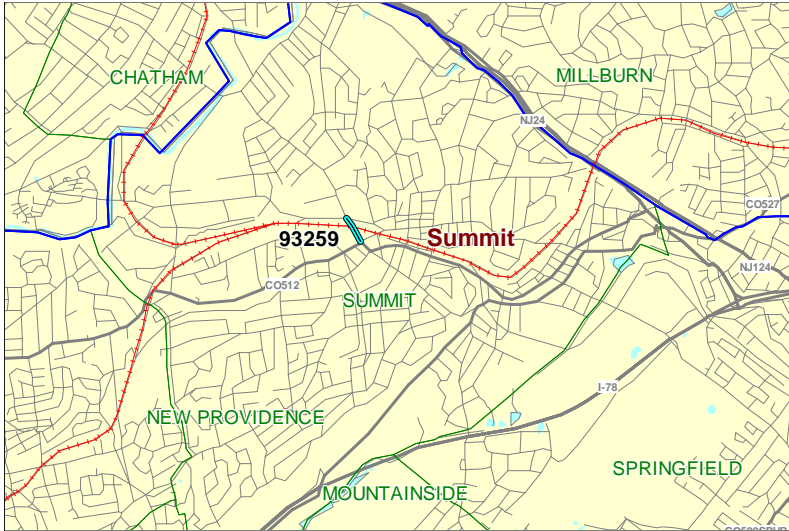 CHATHAM
MILLBURN
NJ24
CO527
93259
Summit
NJ124
CO512
SUMMIT
I-78
NEW PROVIDENCE
SPRINGFIELD
MOUNTAINSIDE